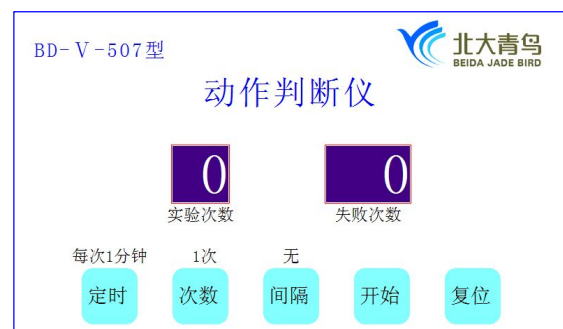 北大青鸟
BEIDA JADE BIRD
BD-Ⅴ-507型
动作判断仪
0 0
实验次数 失败次数
每次1分钟 1次 无
定时 次数 间隔 开始 复位